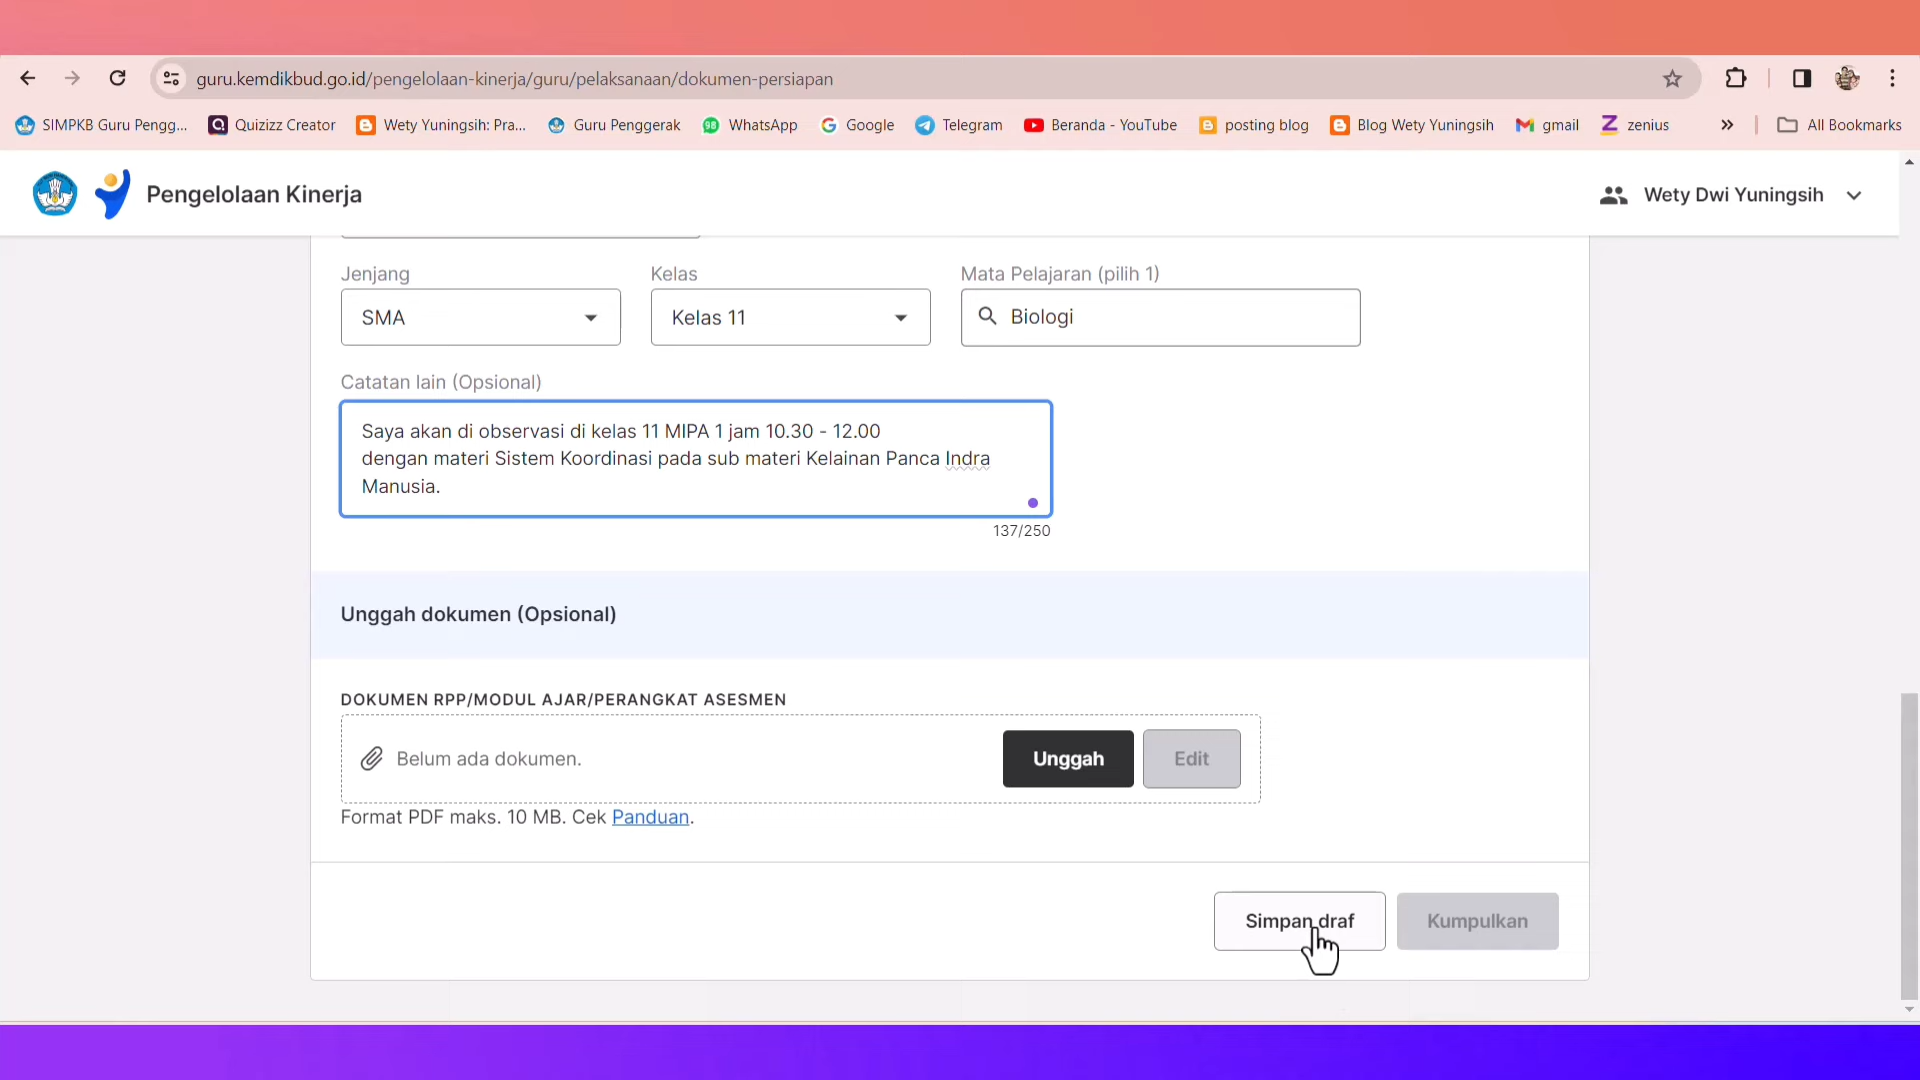 guru.kemdikbud.go.id/pengelolaan-kinerja/guru/pelaksanaan/dokumen-persiapan
SIMPKB Guru Pengg... Quizizz Creator Wety Yuningsih: Pra... Guru Penggerak 98 WhatsApp Google Telegram Beranda - YouTube posting blog Blog Wety Yuningsih gmail zenius » All Bookmarks
Pengelolaan Kinerja
Wety Dwi Yuningsih
Jenjang Kelas Mata Pelajaran (pilih 1)
SMA Kelas 11 Biologi
Catatan lain (Opsional)
Saya akan di observasi di kelas 11 MIPA 1 jam 10.30 - 12.00
dengan materi Sistem Koordinasi pada sub materi Kelainan Panca Indra
Manusia.
137/250
Unggah dokumen (Opsional)
DOKUMEN RPP/MODUL AJAR/PERANGKAT ASESMEN
Belum ada dokumen. Unggah Edit
Format PDF maks. 10 MB. Cek Panduan.
Simpan draf Kumpulkan